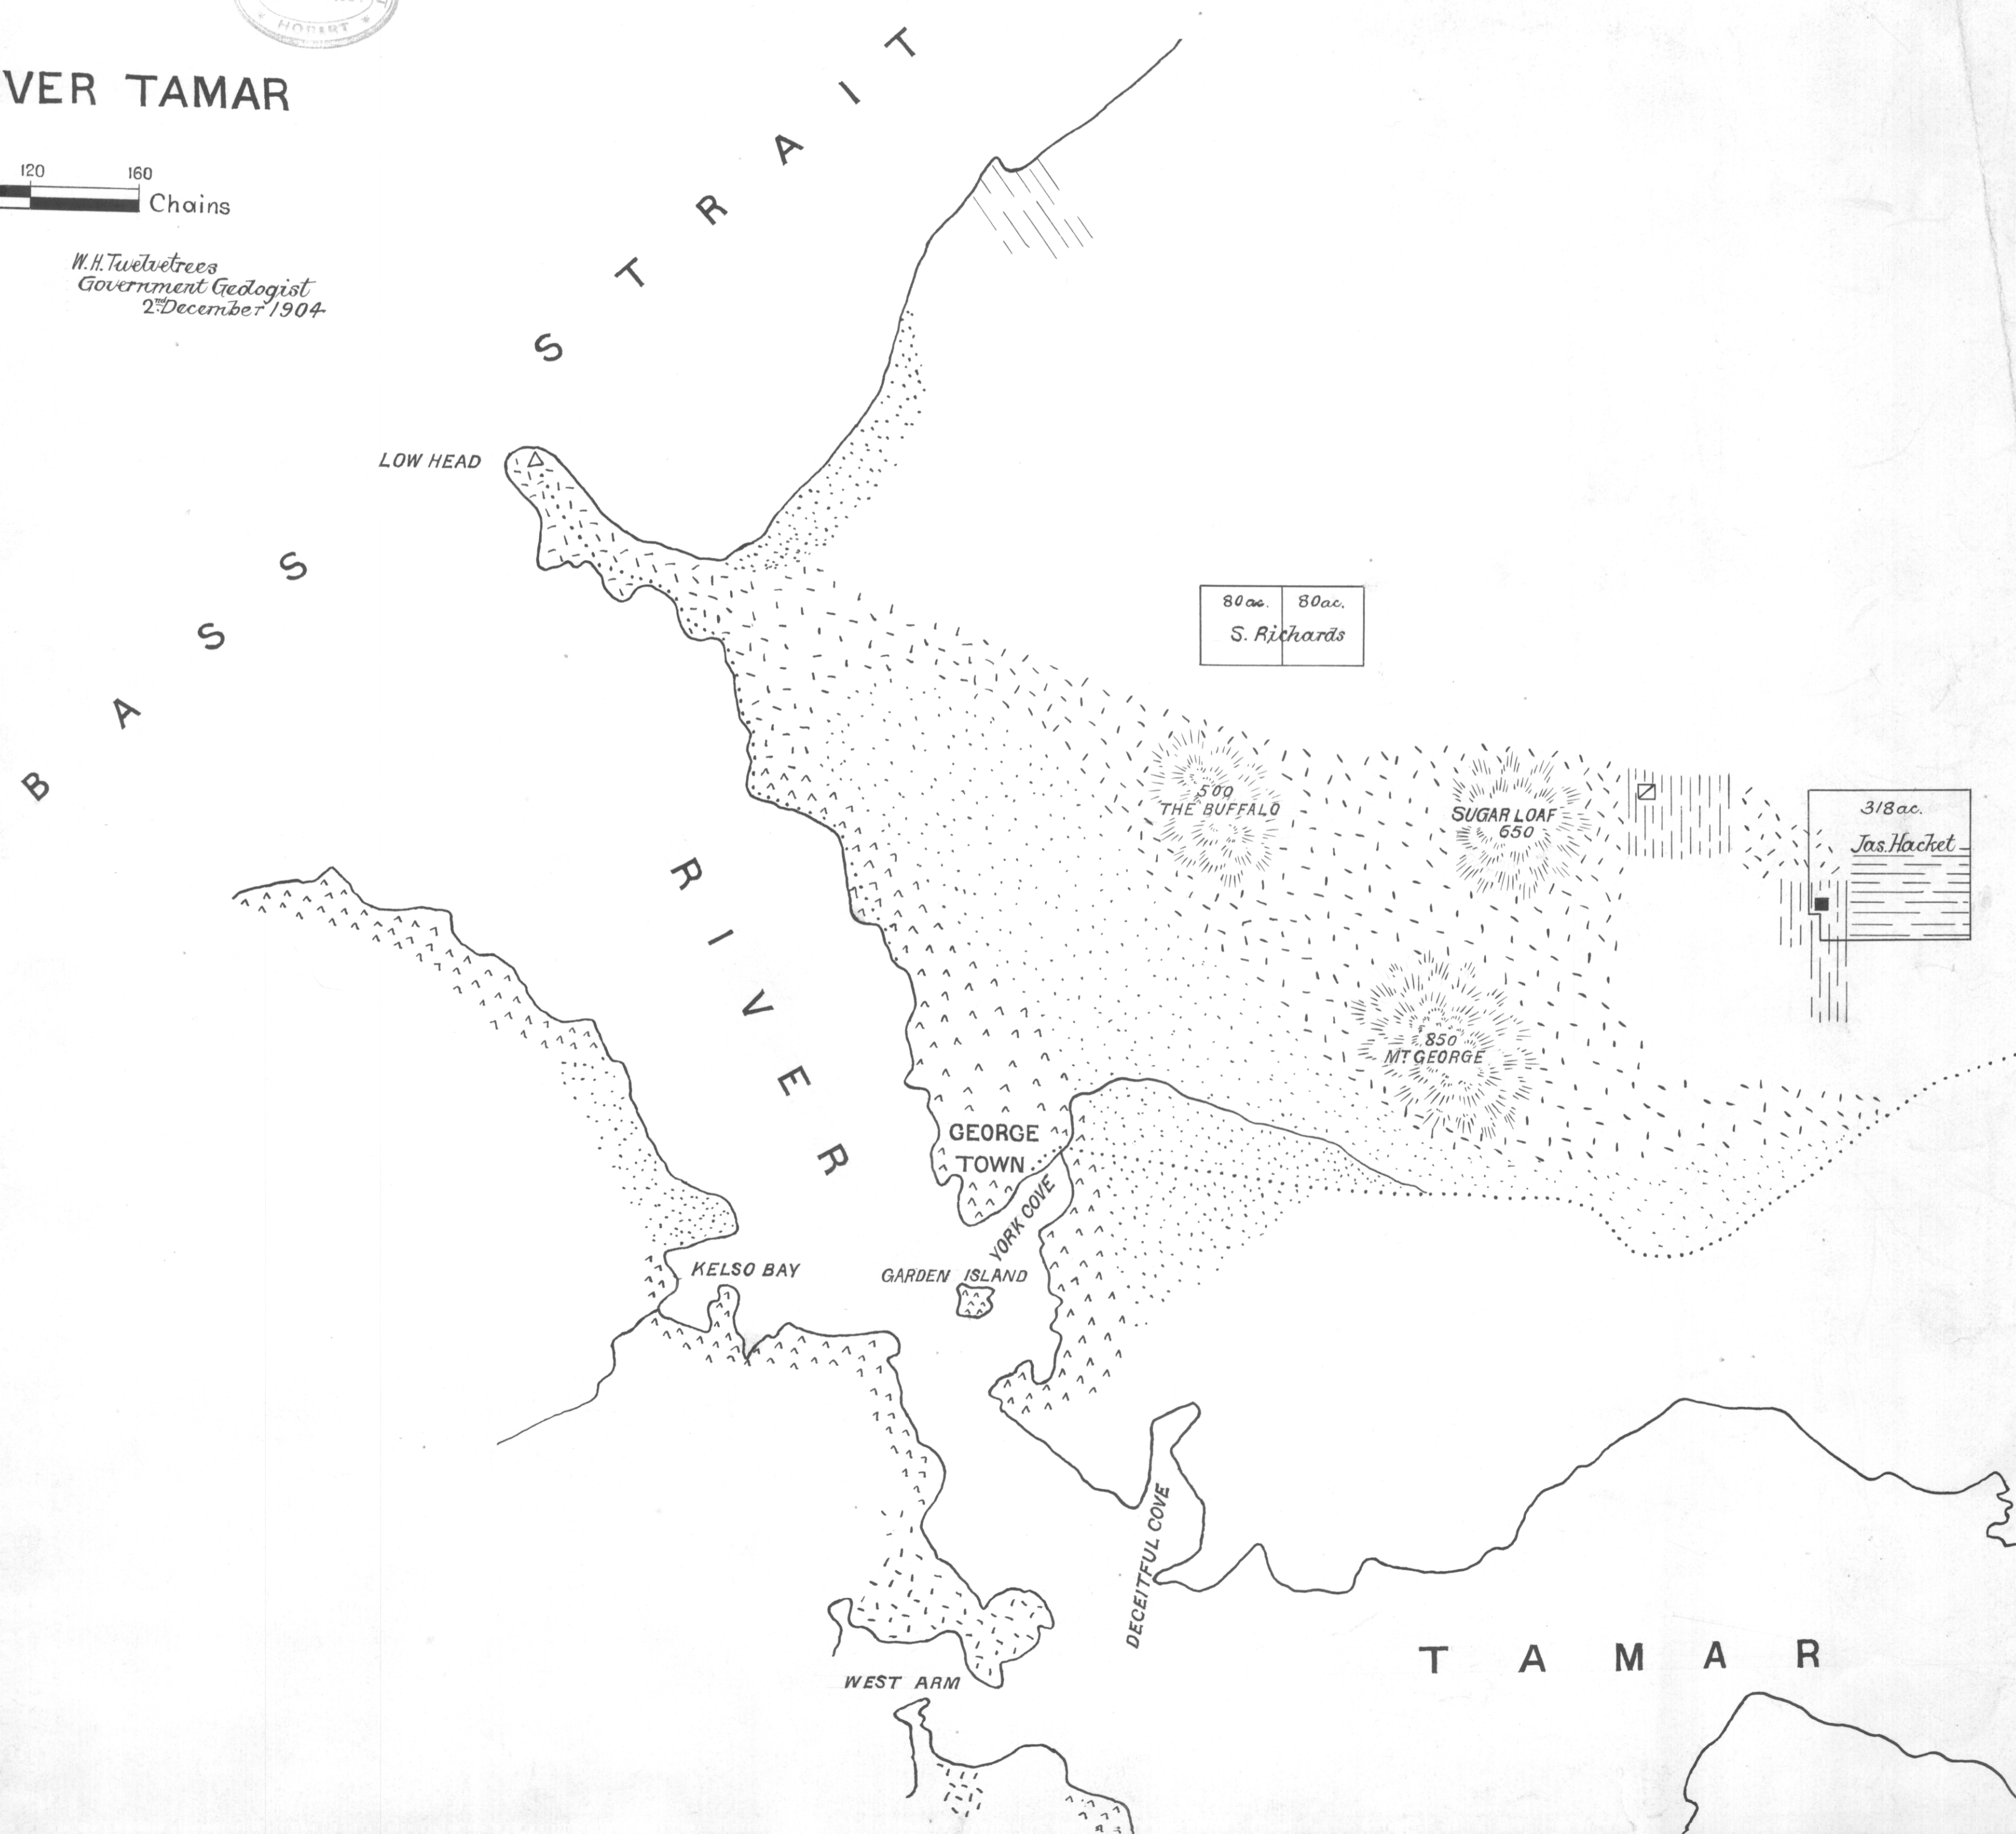 HOBART
VER TAMAR
120 160
Chains
W.H. Twelvetrees
Government Geologist
2nd December 1904
BASS STRAIT
LOW HEAD
80ac. 80ac.
S. Richards
500
THE BUFFALO
SUGAR LOAF
650
318ac.
Jas. Hacket
RIVER
850
MT GEORGE
GEORGE
TOWN
YORK COVE
KELSO BAY
GARDEN ISLAND
DECEITFUL COVE
TAMAR
WEST ARM